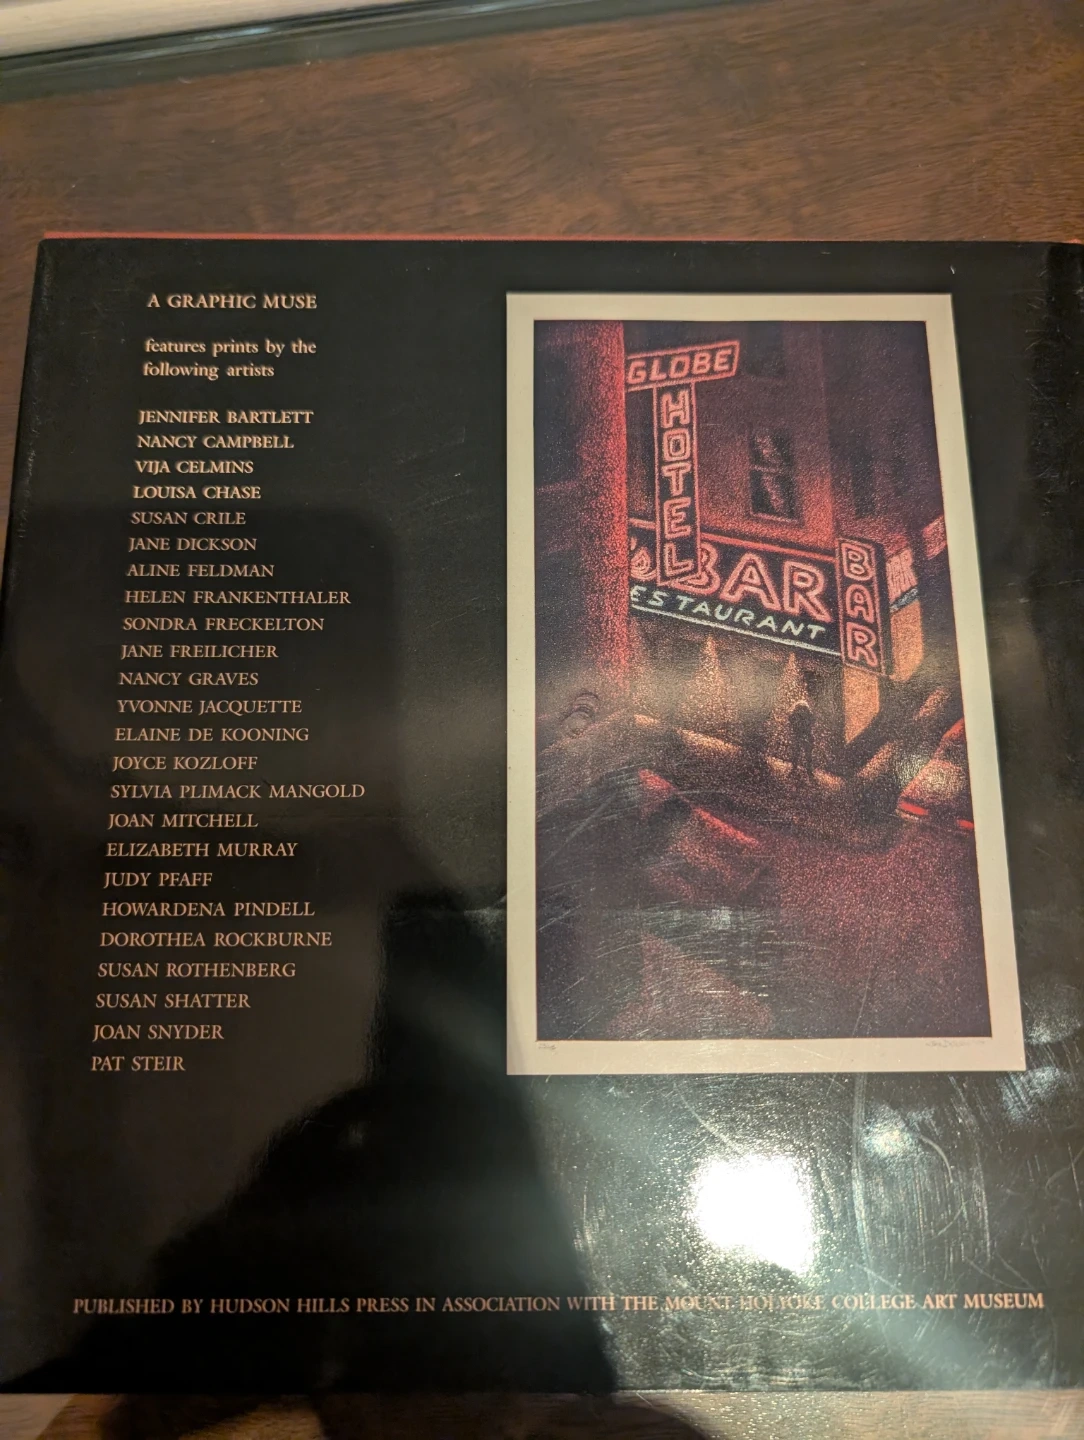 A GRAPHIC MUSE
features prints by the
following artists
JENNIFER BARTLETT
NANCY CAMPBELL
VIJA CELMINS
LOUISA CHASE
SUSAN CRILE
JANE DICKSON
ALINE FELDMAN
HELEN FRANKENTHALER
SONDRA FRECKELTON
JANE FREILICHER
NANCY GRAVES
YVONNE JACQUETTE
ELAINE DE KOONING
JOYCE KOZLOFF
SYLVIA PLIMACK MANGOLD
JOAN MITCHELL
ELIZABETH MURRAY
JUDY PFAFF
HOWARDENA PINDELL
DOROTHEA ROCKBURNE
SUSAN ROTHENBERG
SUSAN SHATTER
JOAN SNYDER
PAT STEIR
GLOBE
HOTEL
BAR
ESTAURANT
BAR
PUBLISHED BY HUDSON HILLS PRESS IN ASSOCIATION WITH THE MOUNT HOLYOKE COLLEGE ART MUSEUM